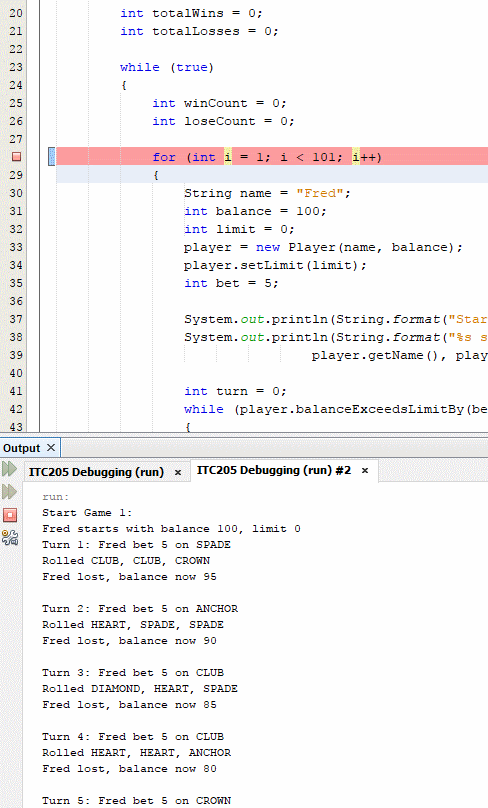 20 int totalWins = 0;
21 int totalLosses = 0;
22
23 while (true)
24 {
25 int winCount = 0;
26 int loseCount = 0;
27
for (int i = 1; i < 101; i++)
29 {
30 String name = "Fred";
31 int balance = 100;
32 int limit = 0;
33 player = new Player(name, balance);
34 player.setLimit(limit);
35 int bet = 5;
36
37 System.out.println(String.format("Star
38 System.out.println(String.format("%s s
39 player.getName(), play
40
41 int turn = 0;
42 while (player.balanceExceedsLimitBy(be
43 {
Output ×
ITC205 Debugging (run) × ITC205 Debugging (run) #2 ×
run:
Start Game 1:
Fred starts with balance 100, limit 0
Turn 1: Fred bet 5 on SPADE
Rolled CLUB, CLUB, CROWN
Fred lost, balance now 95
Turn 2: Fred bet 5 on ANCHOR
Rolled HEART, SPADE, SPADE
Fred lost, balance now 90
Turn 3: Fred bet 5 on CLUB
Rolled DIAMOND, HEART, SPADE
Fred lost, balance now 85
Turn 4: Fred bet 5 on CLUB
Rolled HEART, HEART, ANCHOR
Fred lost, balance now 80
Turn 5: Fred bet 5 on CROWN